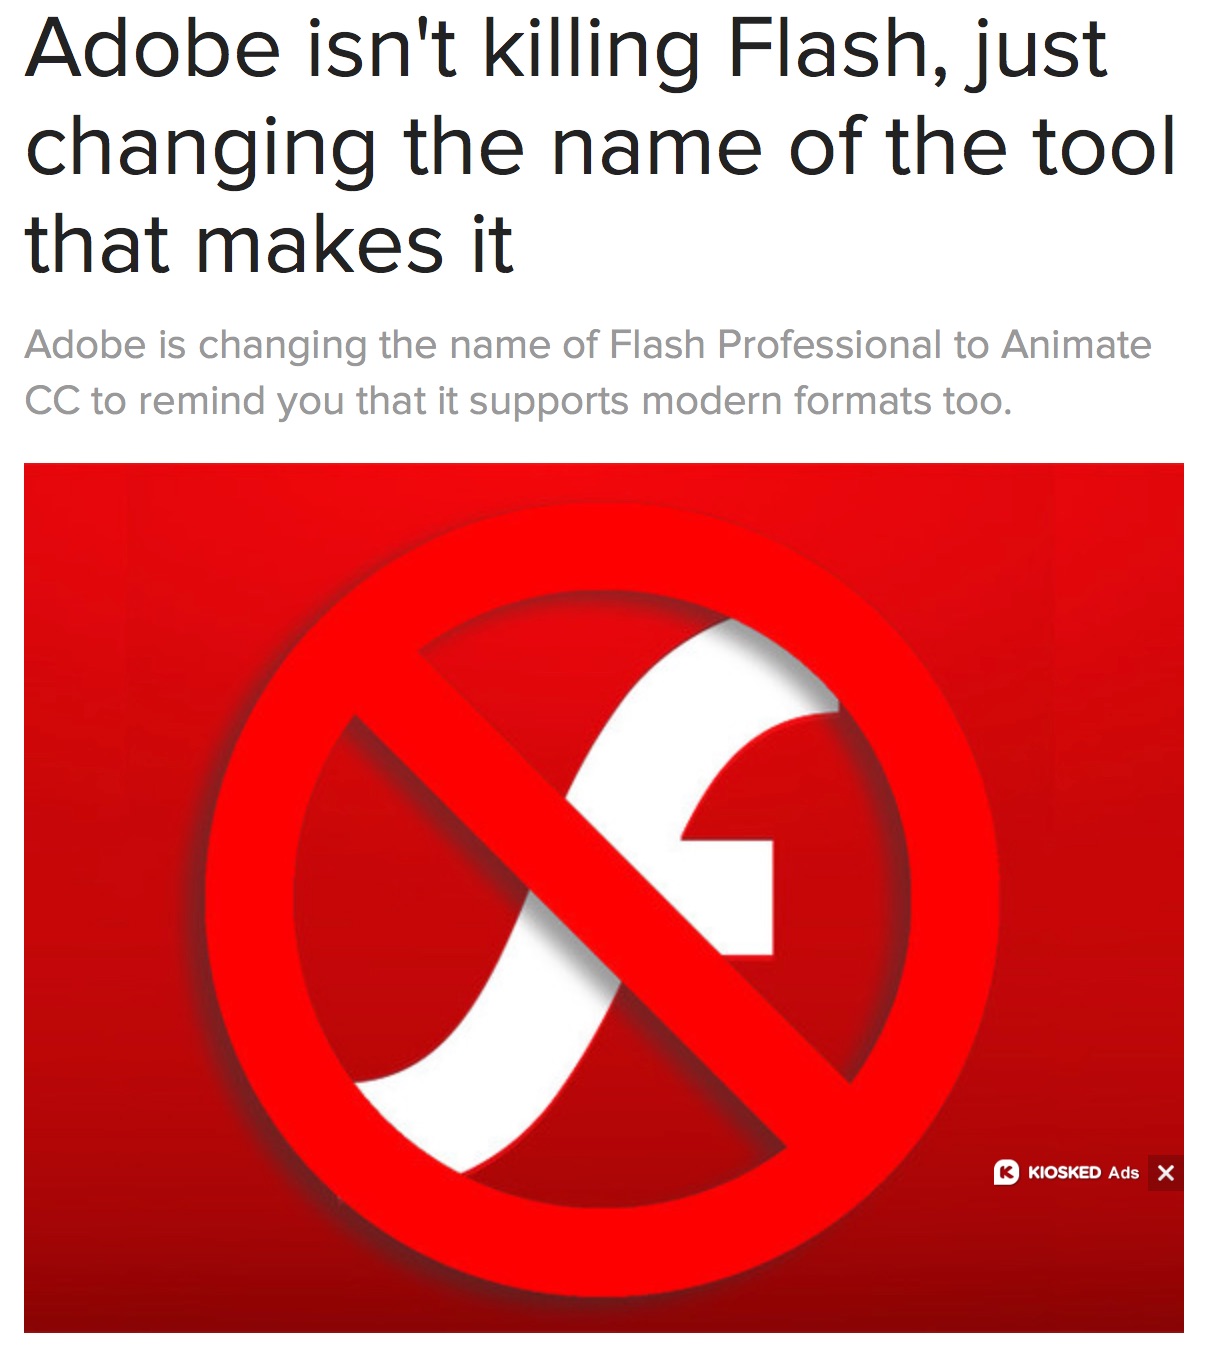 Adobe isn't killing Flash, just
changing the name of the tool
that makes it
Adobe is changing the name of Flash Professional to Animate
CC to remind you that it supports modern formats too.
KIOSKED Ads